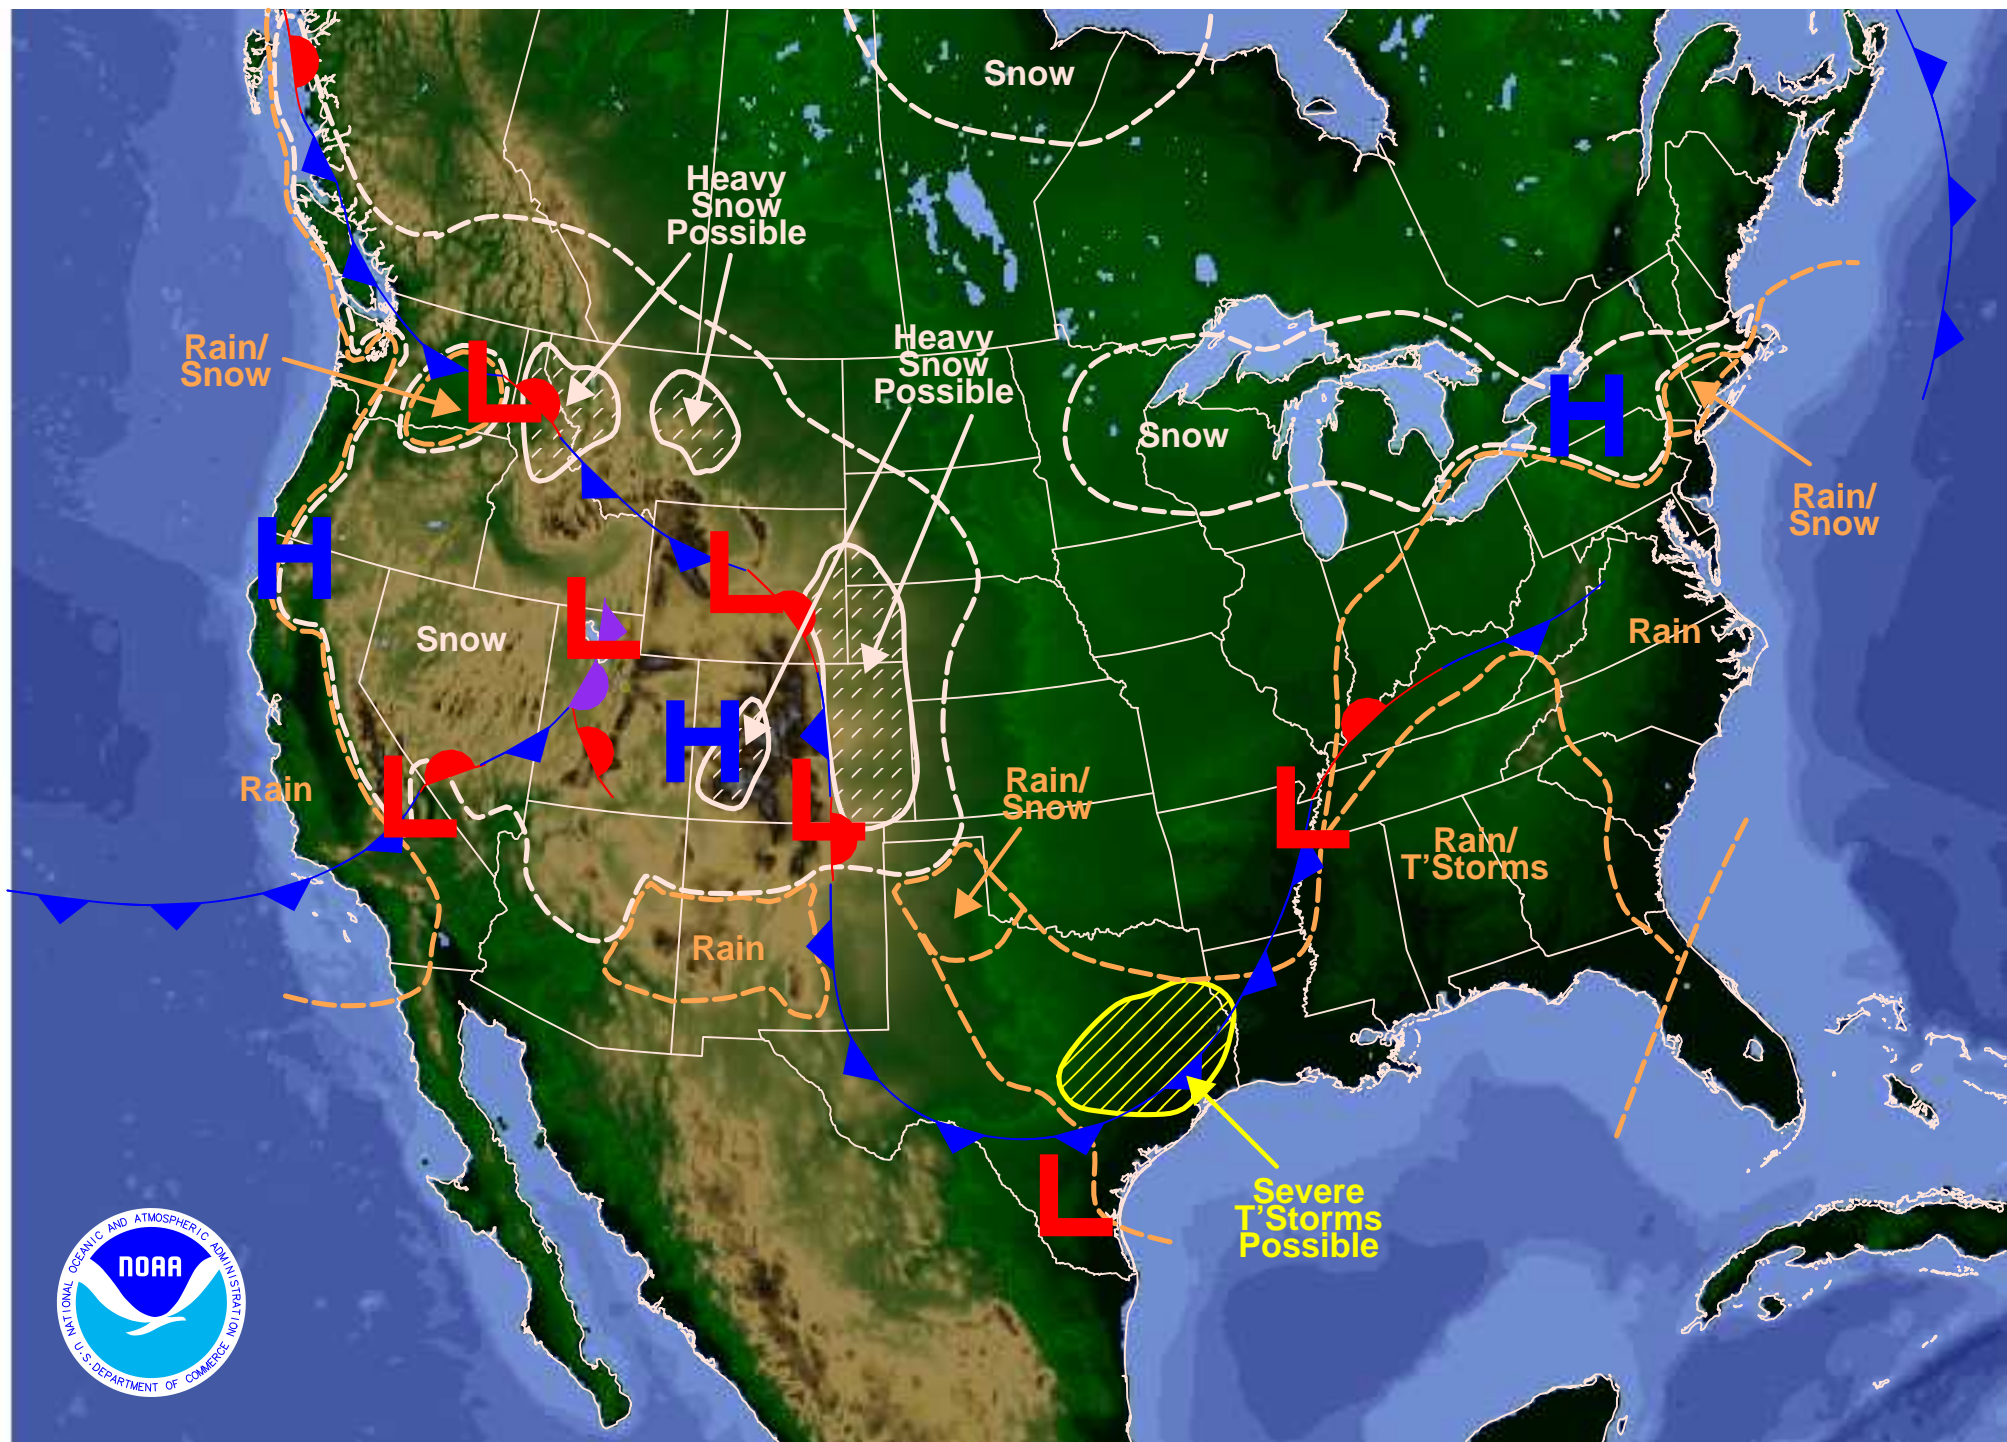 Snow
Heavy
Snow
Possible
Heavy
Snow
Possible
Rain/
Snow
L
H
Snow
Rain/
Snow
H
L
L
Snow
Rain
H
L
L
L
Rain
Rain/
Snow
L
Rain/
T'Storms
Rain
L
Severe
T'Storms
Possible
NATIONAL OCEANIC AND ATMOSPHERIC ADMINISTRATION
NOAA
U.S. DEPARTMENT OF COMMERCE